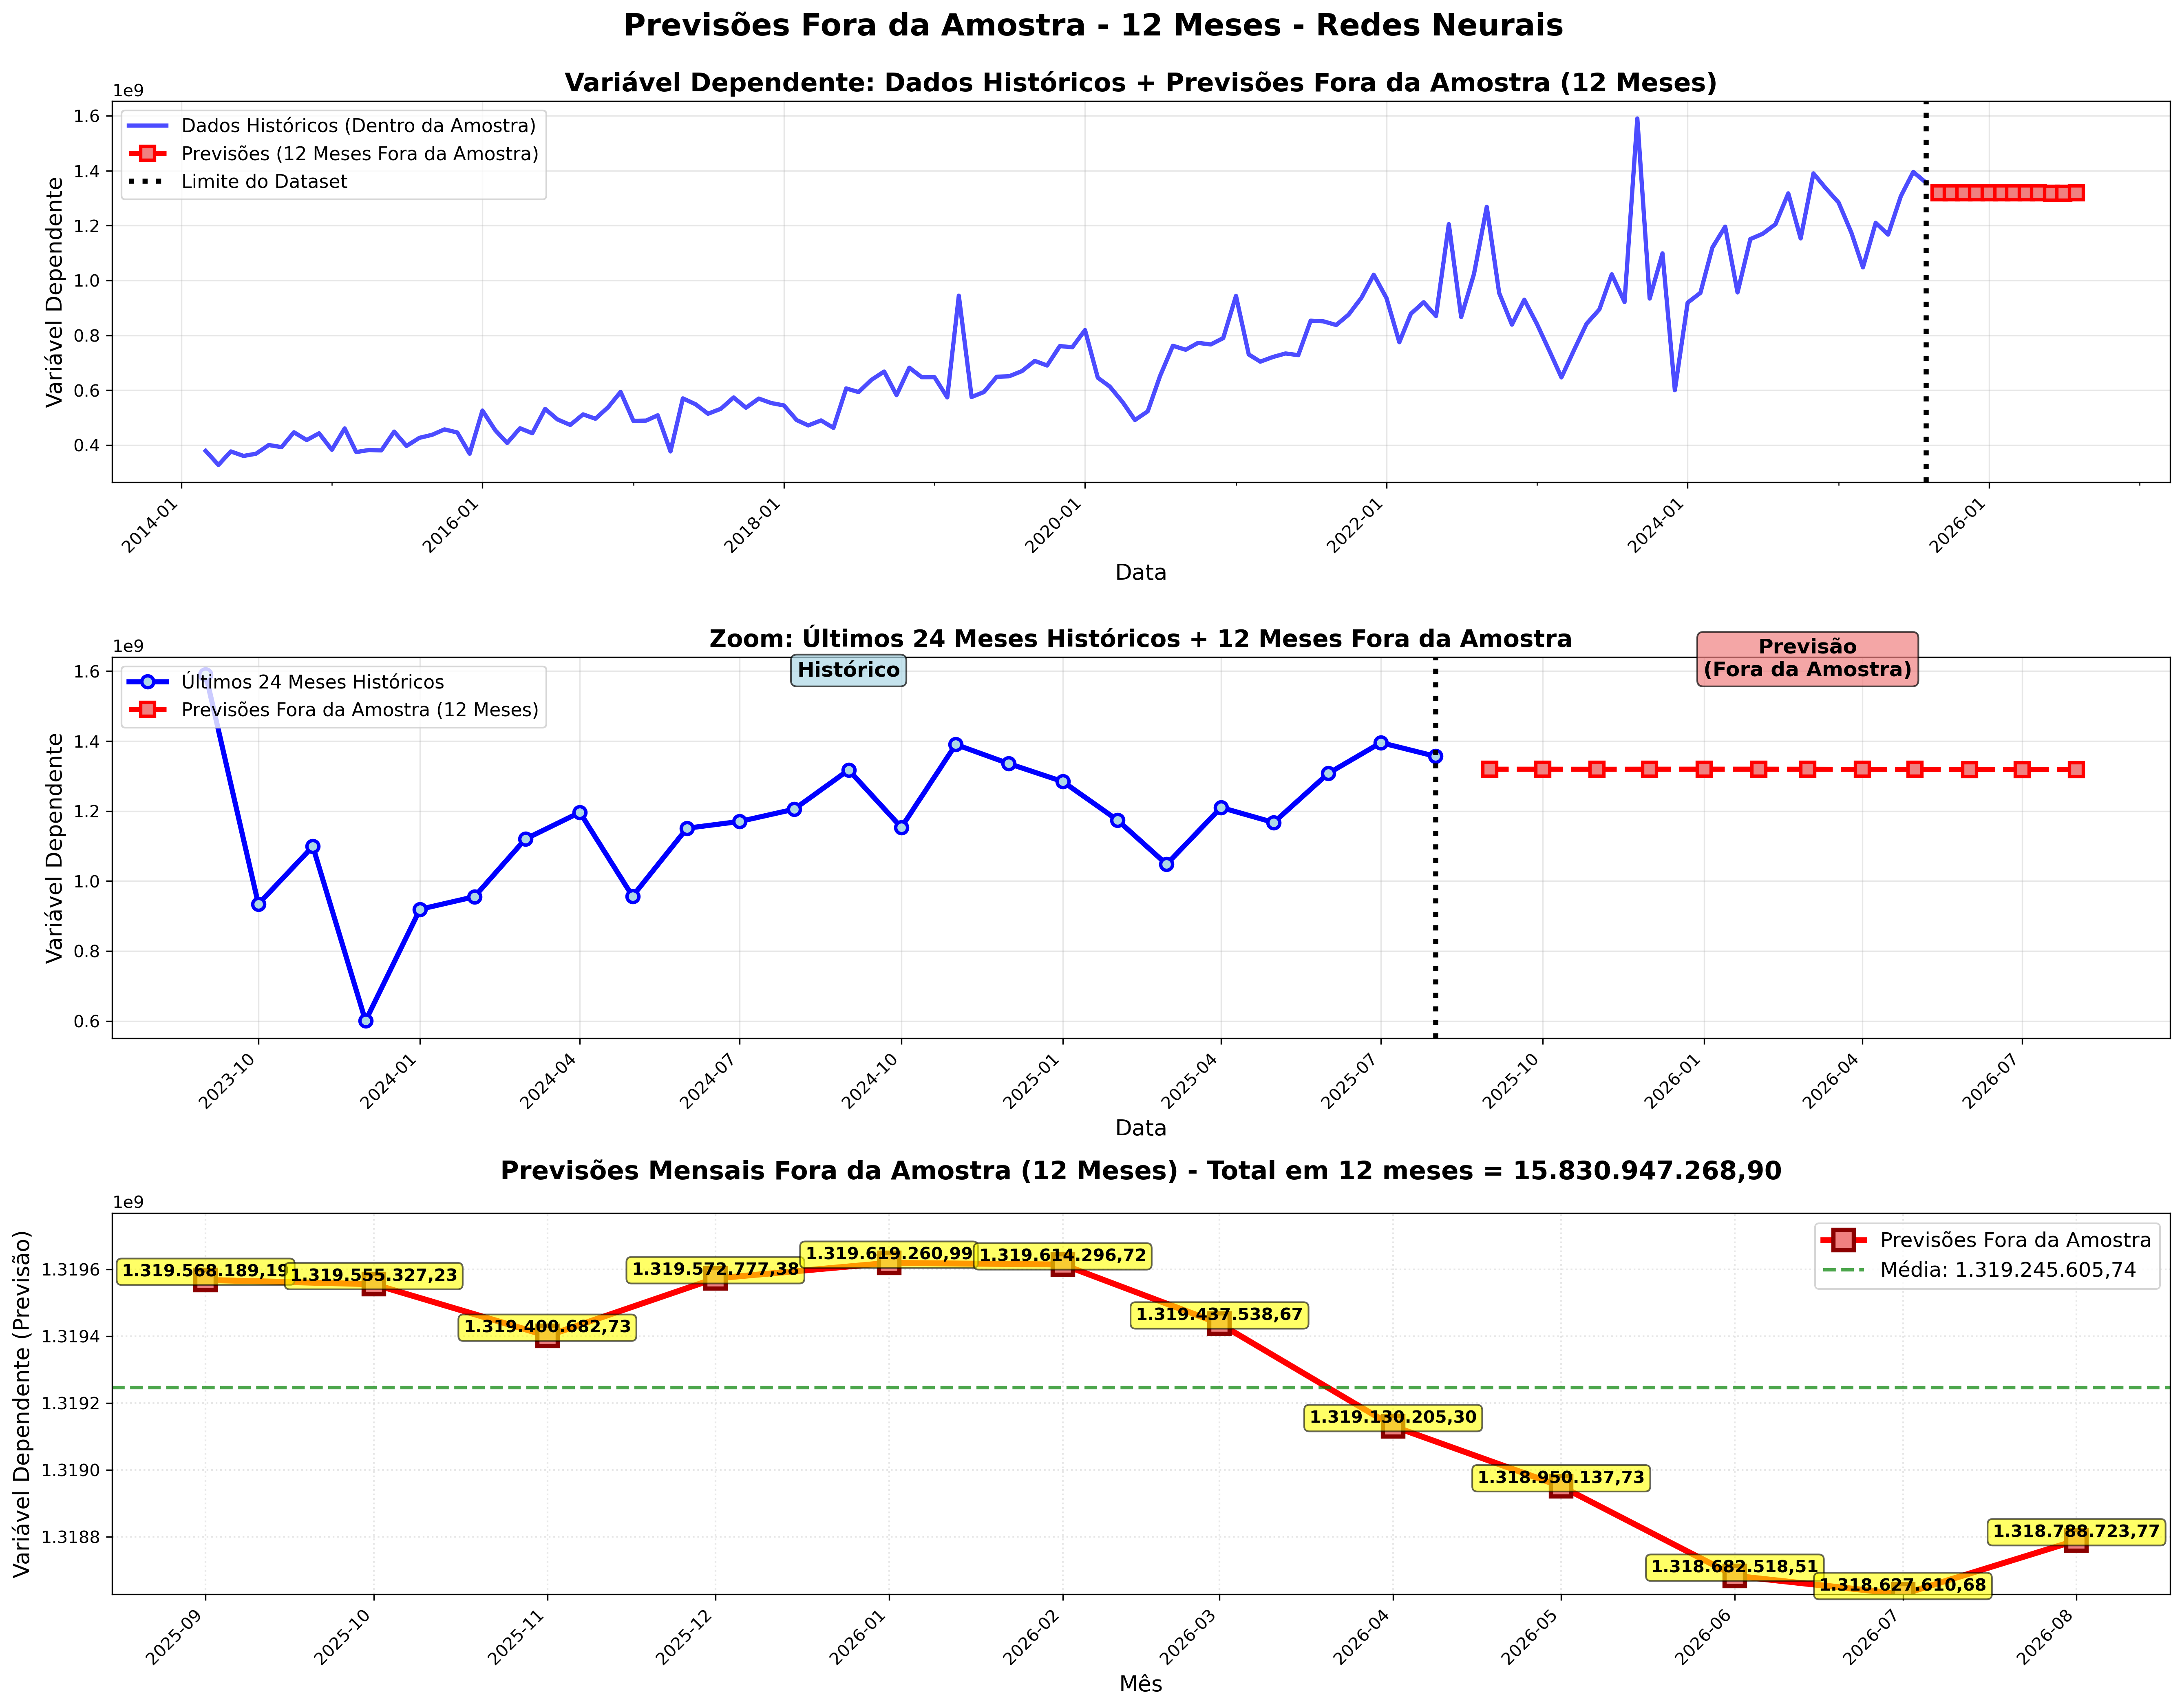 Previsões Fora da Amostra - 12 Meses - Redes Neurais
Variável Dependente: Dados Históricos + Previsões Fora da Amostra (12 Meses)
1e9
Dados Históricos (Dentro da Amostra)
Previsões (12 Meses Fora da Amostra)
Limite do Dataset
1.6
1.4
1.2
1.0
0.8
0.6
0.4
Variável Dependente
2014-01
2016-01
2018-01
2020-01
2022-01
2024-01
2026-01
Data
Zoom: Últimos 24 Meses Históricos + 12 Meses Fora da Amostra
1e9
Últimos 24 Meses Históricos
Previsões Fora da Amostra (12 Meses)
Histórico
Previsão
(Fora da Amostra)
1.6
1.4
1.2
1.0
0.8
0.6
Variável Dependente
2023-10
2024-01
2024-04
2024-07
2024-10
2025-01
2025-04
2025-07
2025-10
2026-01
2026-04
2026-07
Data
Previsões Mensais Fora da Amostra (12 Meses) - Total em 12 meses = 15.830.947.268,90
1e9
Previsões Fora da Amostra
Média: 1.319.245.605,74
1.3196
1.3194
1.3192
1.3190
1.3188
Variável Dependente (Previsão)
1.319.568.189,19
1.319.555.327,23
1.319.400.682,73
1.319.572.777,38
1.319.619.260,99
1.319.614.296,72
1.319.437.538,67
1.319.130.205,30
1.318.950.137,73
1.318.682.518,51
1.318.627.610,68
1.318.788.723,77
2025-09
2025-10
2025-11
2025-12
2026-01
2026-02
2026-03
2026-04
2026-05
2026-06
2026-07
2026-08
Mês